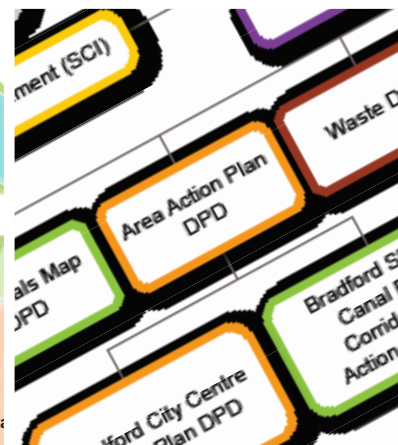 ment (SCI)
Waste D
Area Action Plan
DPD
als Map
DPD
Bradford S
Canal
Corrid
Action
ford City Centre
Plan DPD